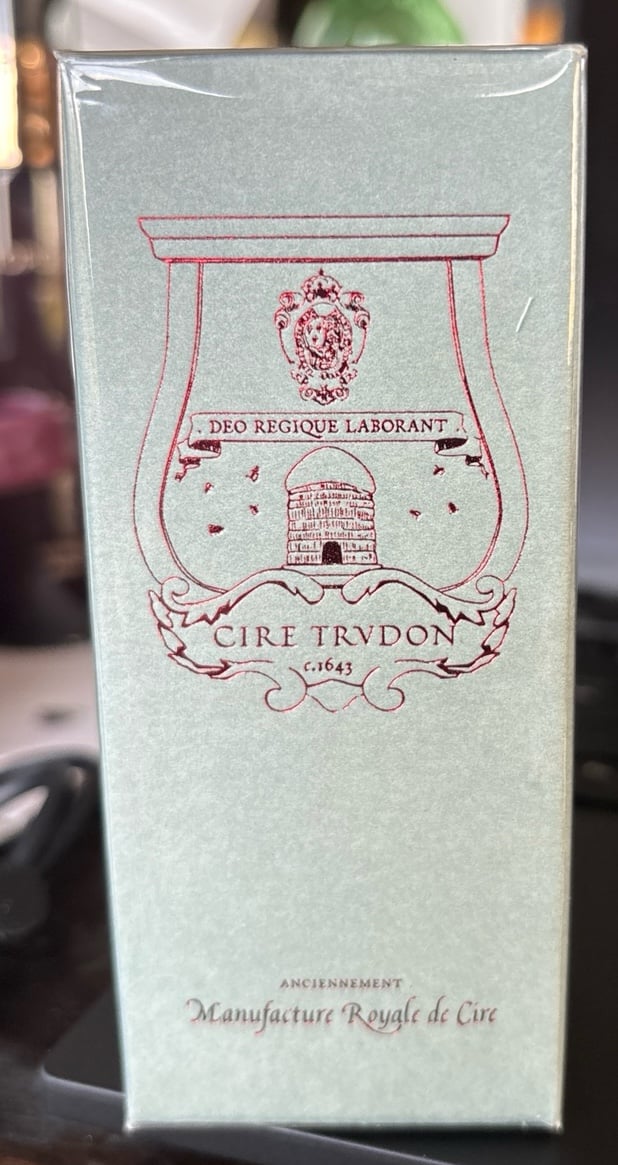 . DEO REGIQUE LABORANT .
CIRE TRVDON
c.1643
ANCIENNEMENT
Manufacture Royale de Cire